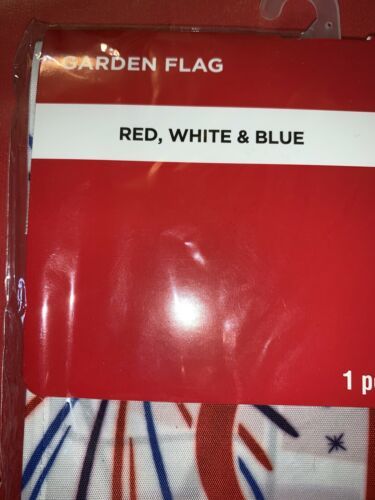 GARDEN FLAG
RED, WHITE & BLUE
1